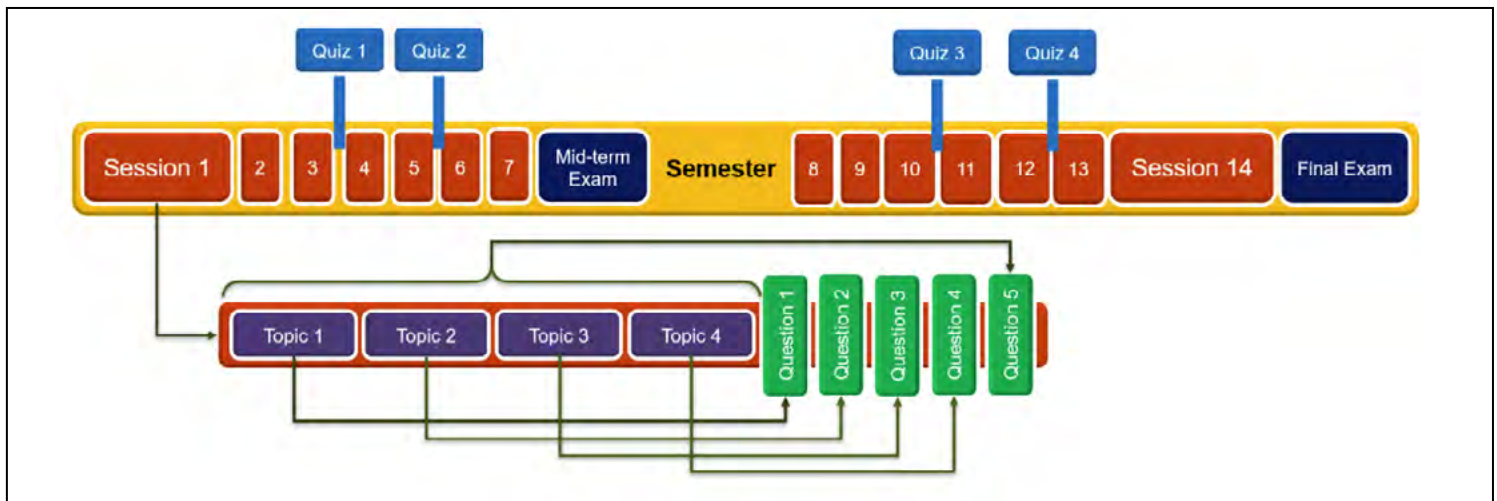 Quiz 1
Quiz 2
Quiz 3
Quiz 4
Session 1
2
3
4
5
6
7
Mid-term
Exam
Semester
8
9
10
11
12
13
Session 14
Final Exam
Topic 1
Topic 2
Topic 3
Topic 4
Question 1
Question 2
Question 3
Question 4
Question 5